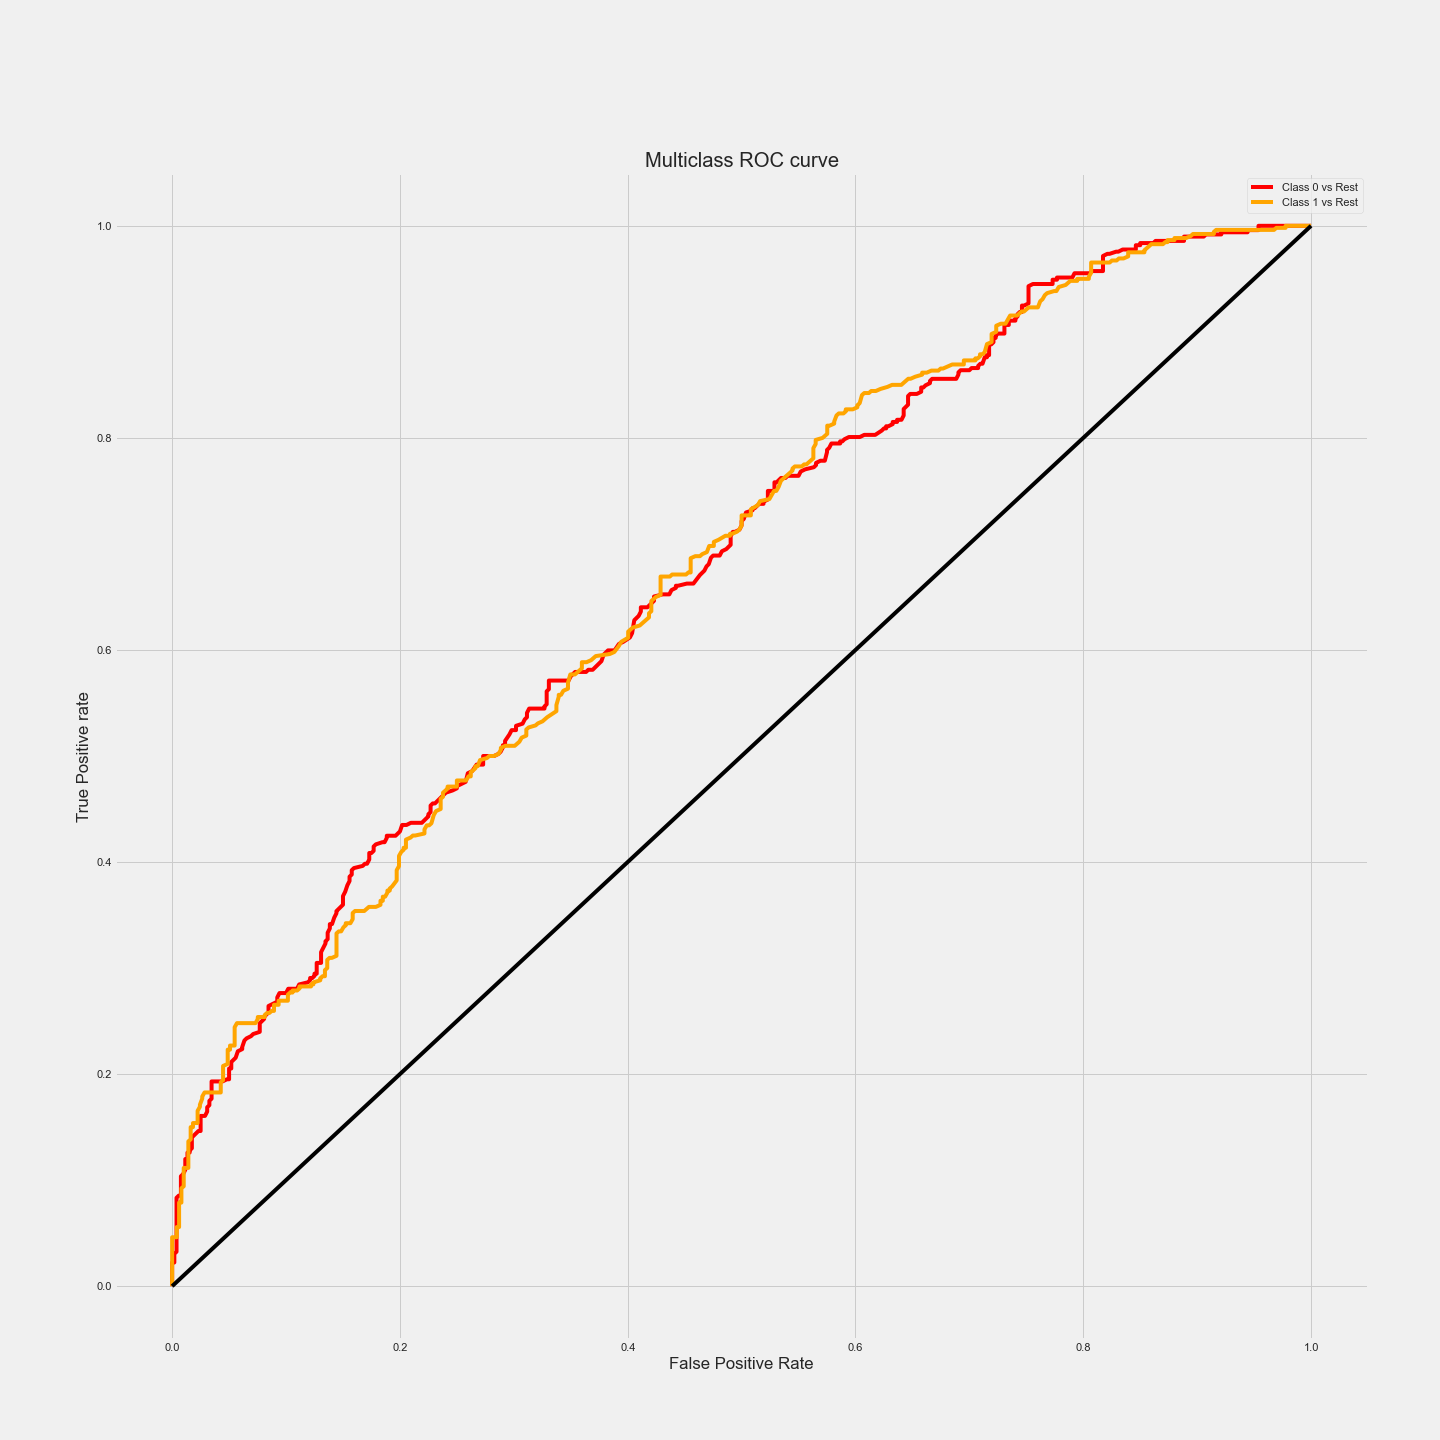 Multiclass ROC curve
Class 0 vs Rest
Class 1 vs Rest
1.0
0.8
0.6
0.4
0.2
0.0
True Positive rate
0.0 0.2 0.4 0.6 0.8 1.0
False Positive Rate